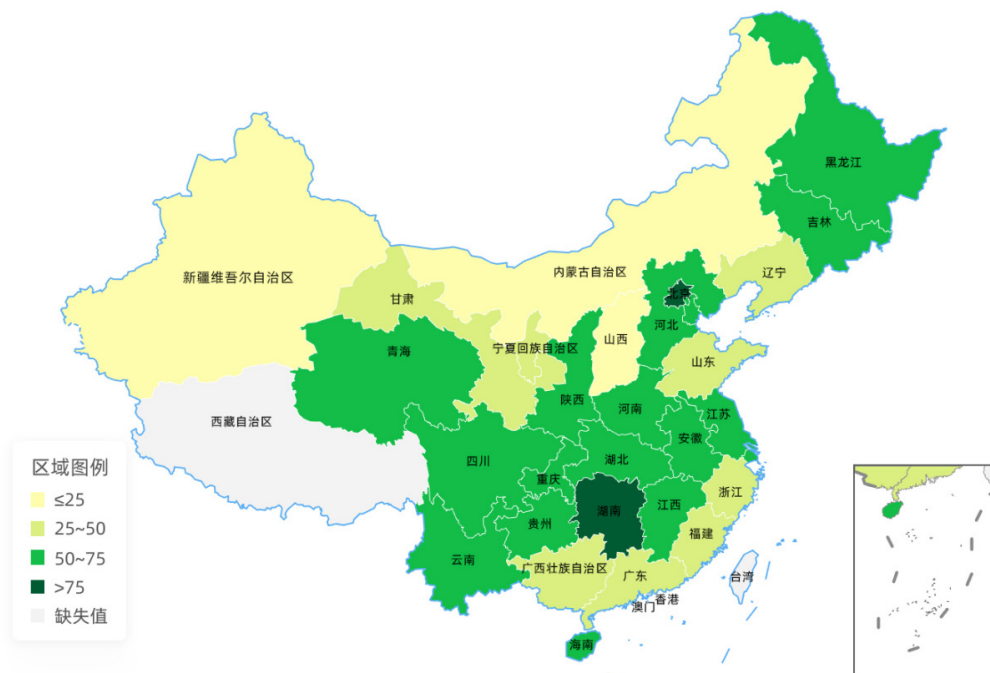 黑龙江
吉林
辽宁
内蒙古自治区
新疆维吾尔自治区
甘肃
北京
河北
山西
宁夏回族自治区
青海
山东
陕西
河南
江苏
西藏自治区
安徽
四川
湖北
重庆
浙江
湖南
江西
贵州
福建
云南
广西壮族自治区
广东
台湾
香港
澳门
海南
区域图例
≤25
25~50
50~75
>75
缺失值